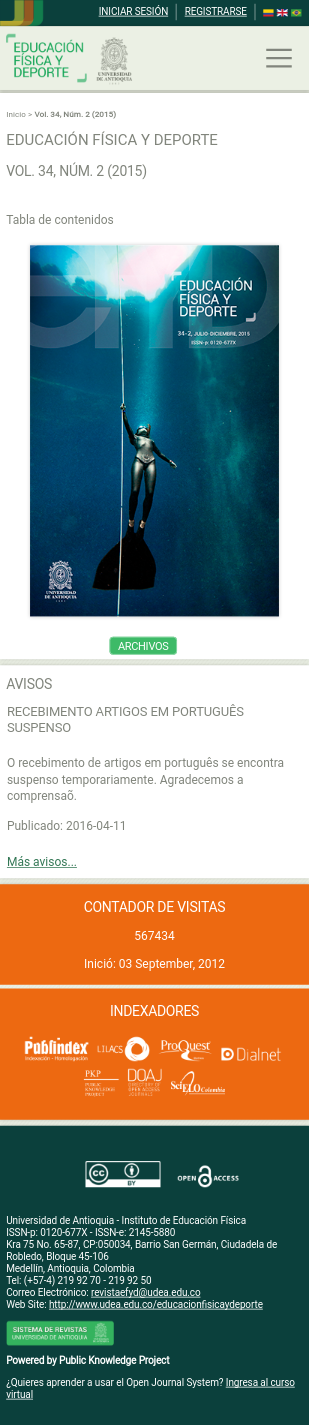 INICIAR SESIÓN | REGISTRARSE |
EDUCACIÓN
FÍSICA Y
DEPORTE
UNIVERSIDAD
DE ANTIOQUIA
Inicio > Vol. 34, Núm. 2 (2015)
EDUCACIÓN FÍSICA Y DEPORTE
VOL. 34, NÚM. 2 (2015)
Tabla de contenidos
EDUCACIÓN
FÍSICA Y
DEPORTE
34-2, JULIO-DICIEMBRE, 2015
ISSN-p: 0120-677X
UNIVERSIDAD
DE ANTIOQUIA
ARCHIVOS
AVISOS
RECEBIMENTO ARTIGOS EM PORTUGUÊS
SUSPENSO
O recebimento de artigos em português se encontra
suspenso temporariamente. Agradecemos a
comprensaõ.
Publicado: 2016-04-11
Más avisos...
CONTADOR DE VISITAS
567434
Inició: 03 September, 2012
INDEXADORES
Publindex
Indexación - Homologación
LILACS
ProQuest
Dialnet
PKP
PUBLIC
KNOWLEDGE
PROJECT
DOAJ
DIRECTORY OF
OPEN ACCESS
JOURNALS
SciELO Colombia
cc BY
OPEN ACCESS
Universidad de Antioquia - Instituto de Educación Física
ISSN-p: 0120-677X - ISSN-e: 2145-5880
Kra 75 No. 65-87, CP:050034, Barrio San Germán, Ciudadela de
Robledo, Bloque 45-106
Medellín, Antioquia, Colombia
Tel: (+57-4) 219 92 70 - 219 92 50
Correo Electrónico: revistaefyd@udea.edu.co
Web Site: http://www.udea.edu.co/educacionfisicaydeporte
SISTEMA DE REVISTAS
UNIVERSIDAD DE ANTIOQUIA
Powered by Public Knowledge Project
¿Quieres aprender a usar el Open Journal System? Ingresa al curso
virtual